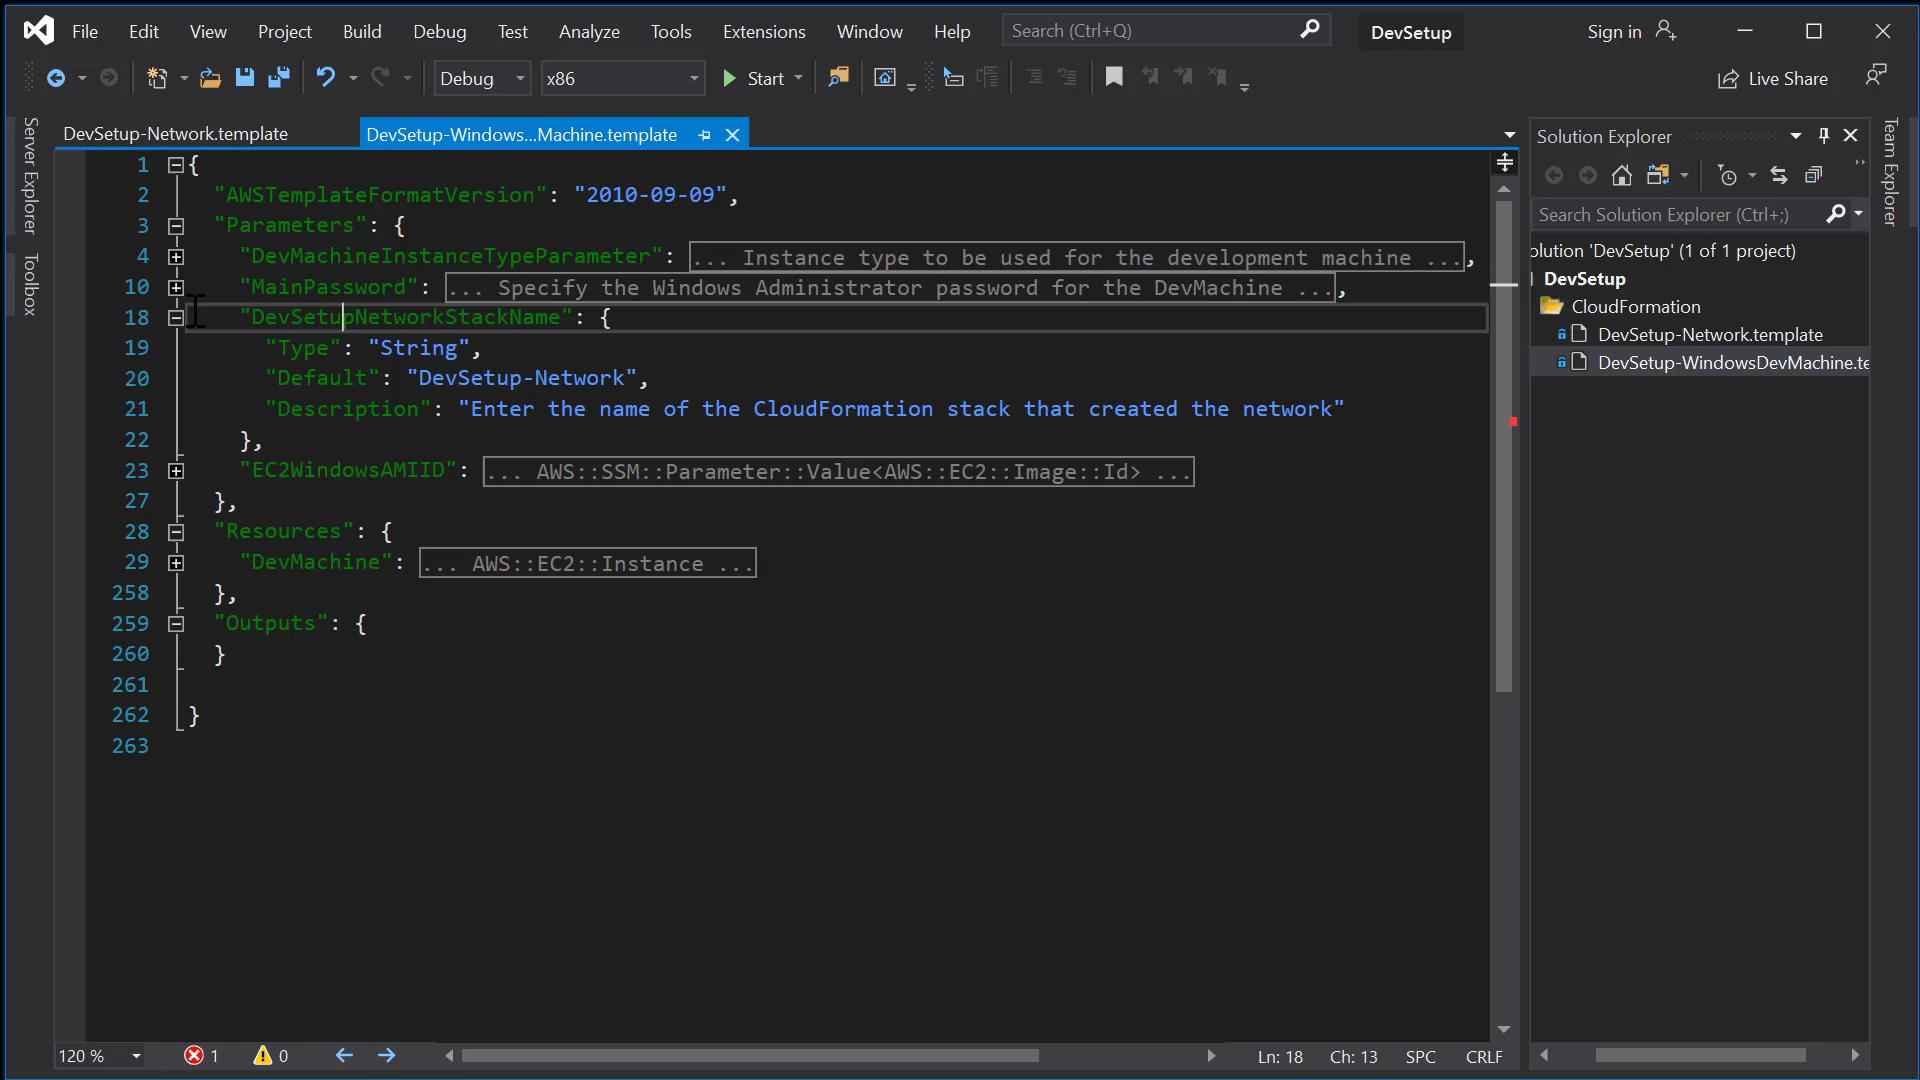 File Edit View Project Build Debug Test Analyze Tools Extensions Window Help Search (Ctrl+Q) DevSetup Sign in
Debug x86 Start Live Share
Server Explorer
Toolbox
DevSetup-Network.template DevSetup-Windows...Machine.template
1 {
2 "AWSTemplateFormatVersion": "2010-09-09",
3 "Parameters": {
4 "DevMachineInstanceTypeParameter": ... Instance type to be used for the development machine ...,
10 "MainPassword": ... Specify the Windows Administrator password for the DevMachine ...,
18 "DevSetupNetworkStackName": {
19 "Type": "String",
20 "Default": "DevSetup-Network",
21 "Description": "Enter the name of the CloudFormation stack that created the network"
22 },
23 "EC2WindowsAMIID": ... AWS::SSM::Parameter::Value<AWS::EC2::Image::Id> ...
27 },
28 "Resources": {
29 "DevMachine": ... AWS::EC2::Instance ...
258 },
259 "Outputs": {
260 }
261
262 }
263
120 % 1 0 Ln: 18 Ch: 13 SPC CRLF
Solution Explorer
Search Solution Explorer (Ctrl+;)
olution 'DevSetup' (1 of 1 project)
DevSetup
CloudFormation
DevSetup-Network.template
DevSetup-WindowsDevMachine.te
Team Explorer